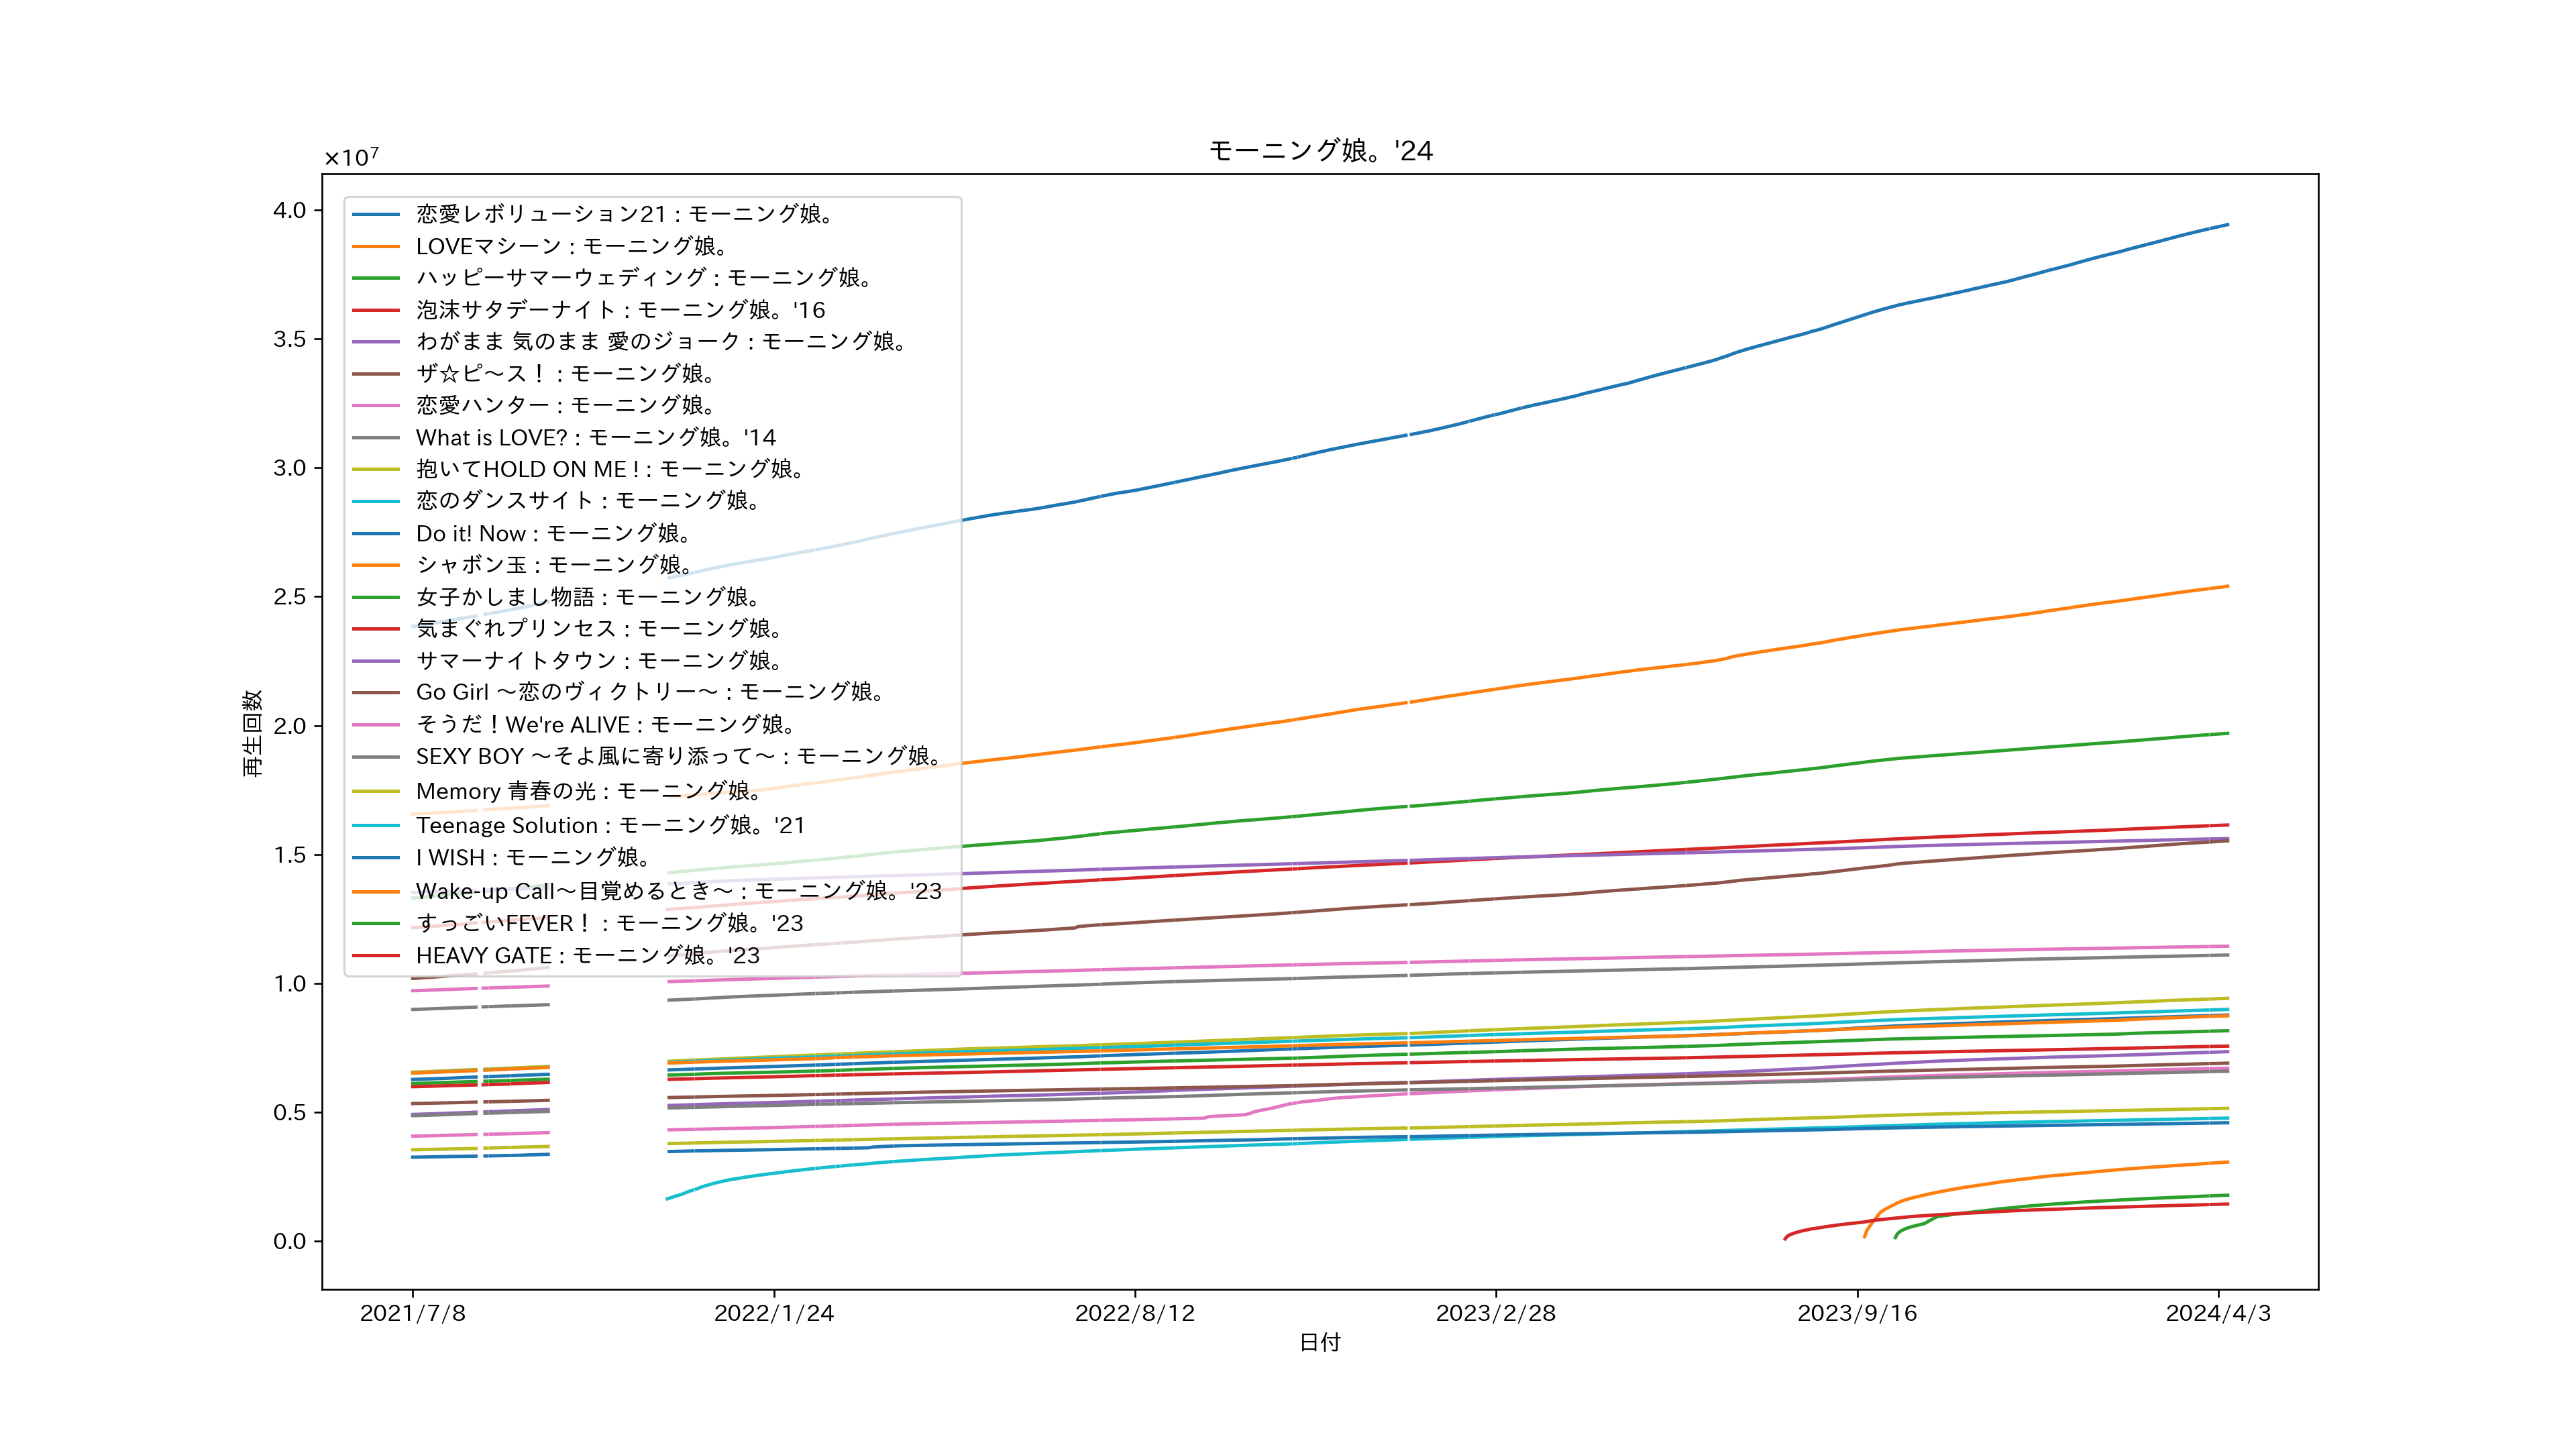 モーニング娘。'24
×10⁷
4.0
3.5
3.0
2.5
2.0
1.5
1.0
0.5
0.0
再生回数
恋愛レボリューション21 : モーニング娘。
LOVEマシーン : モーニング娘。
ハッピーサマーウェディング : モーニング娘。
泡沫サタデーナイト : モーニング娘。'16
わがまま 気のまま 愛のジョーク : モーニング娘。
ザ☆ピ〜ス！ : モーニング娘。
恋愛ハンター : モーニング娘。
What is LOVE? : モーニング娘。'14
抱いてHOLD ON ME ! : モーニング娘。
恋のダンスサイト : モーニング娘。
Do it! Now : モーニング娘。
シャボン玉 : モーニング娘。
女子かしまし物語 : モーニング娘。
気まぐれプリンセス : モーニング娘。
サマーナイトタウン : モーニング娘。
Go Girl 〜恋のヴィクトリー〜 : モーニング娘。
そうだ！We're ALIVE : モーニング娘。
SEXY BOY 〜そよ風に寄り添って〜 : モーニング娘。
Memory 青春の光 : モーニング娘。
Teenage Solution : モーニング娘。'21
I WISH : モーニング娘。
Wake-up Call〜目覚めるとき〜 : モーニング娘。'23
すっごいFEVER！ : モーニング娘。'23
HEAVY GATE : モーニング娘。'23
2021/7/8
2022/1/24
2022/8/12
2023/2/28
2023/9/16
2024/4/3
日付